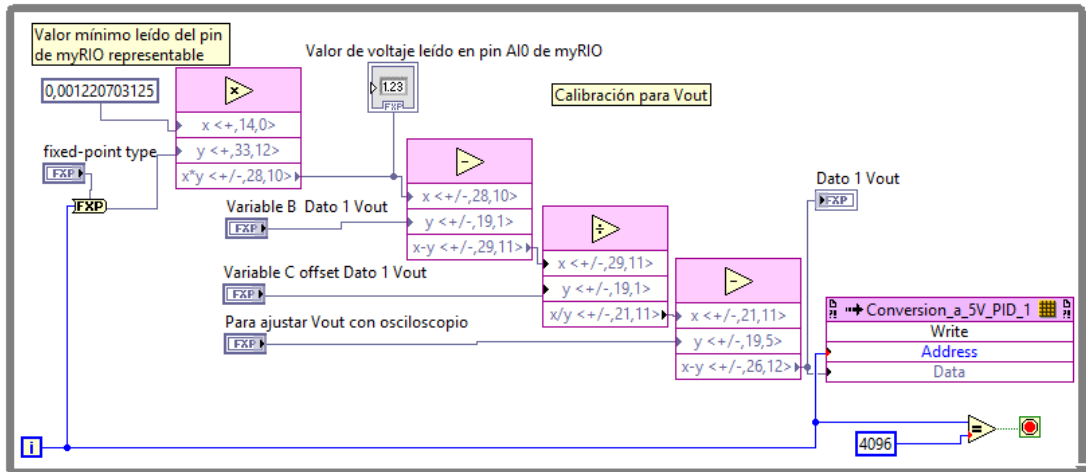 Valor mínimo leído del pin
de myRIO representable
Valor de voltaje leído en pin AI0 de myRIO
0,001220703125
1.23
FXP
Calibración para Vout
x <+,14,0>
y <+,33,12>
x*y <+/-,28,10>
fixed-point type
FXP
FXP
x <+/-,28,10>
y <+/-,19,1>
x-y <+/-,29,11>
Variable B Dato 1 Vout
FXP
Dato 1 Vout
FXP
x <+/-,29,11>
y <+/-,19,1>
x/y <+/-,21,11>
Variable C offset Dato 1 Vout
FXP
Para ajustar Vout con osciloscopio
FXP
x <+/-,21,11>
y <+/-,19,5>
x-y <+/-,26,12>
Conversion_a_5V_PID_1
Write
Address
Data
i
4096